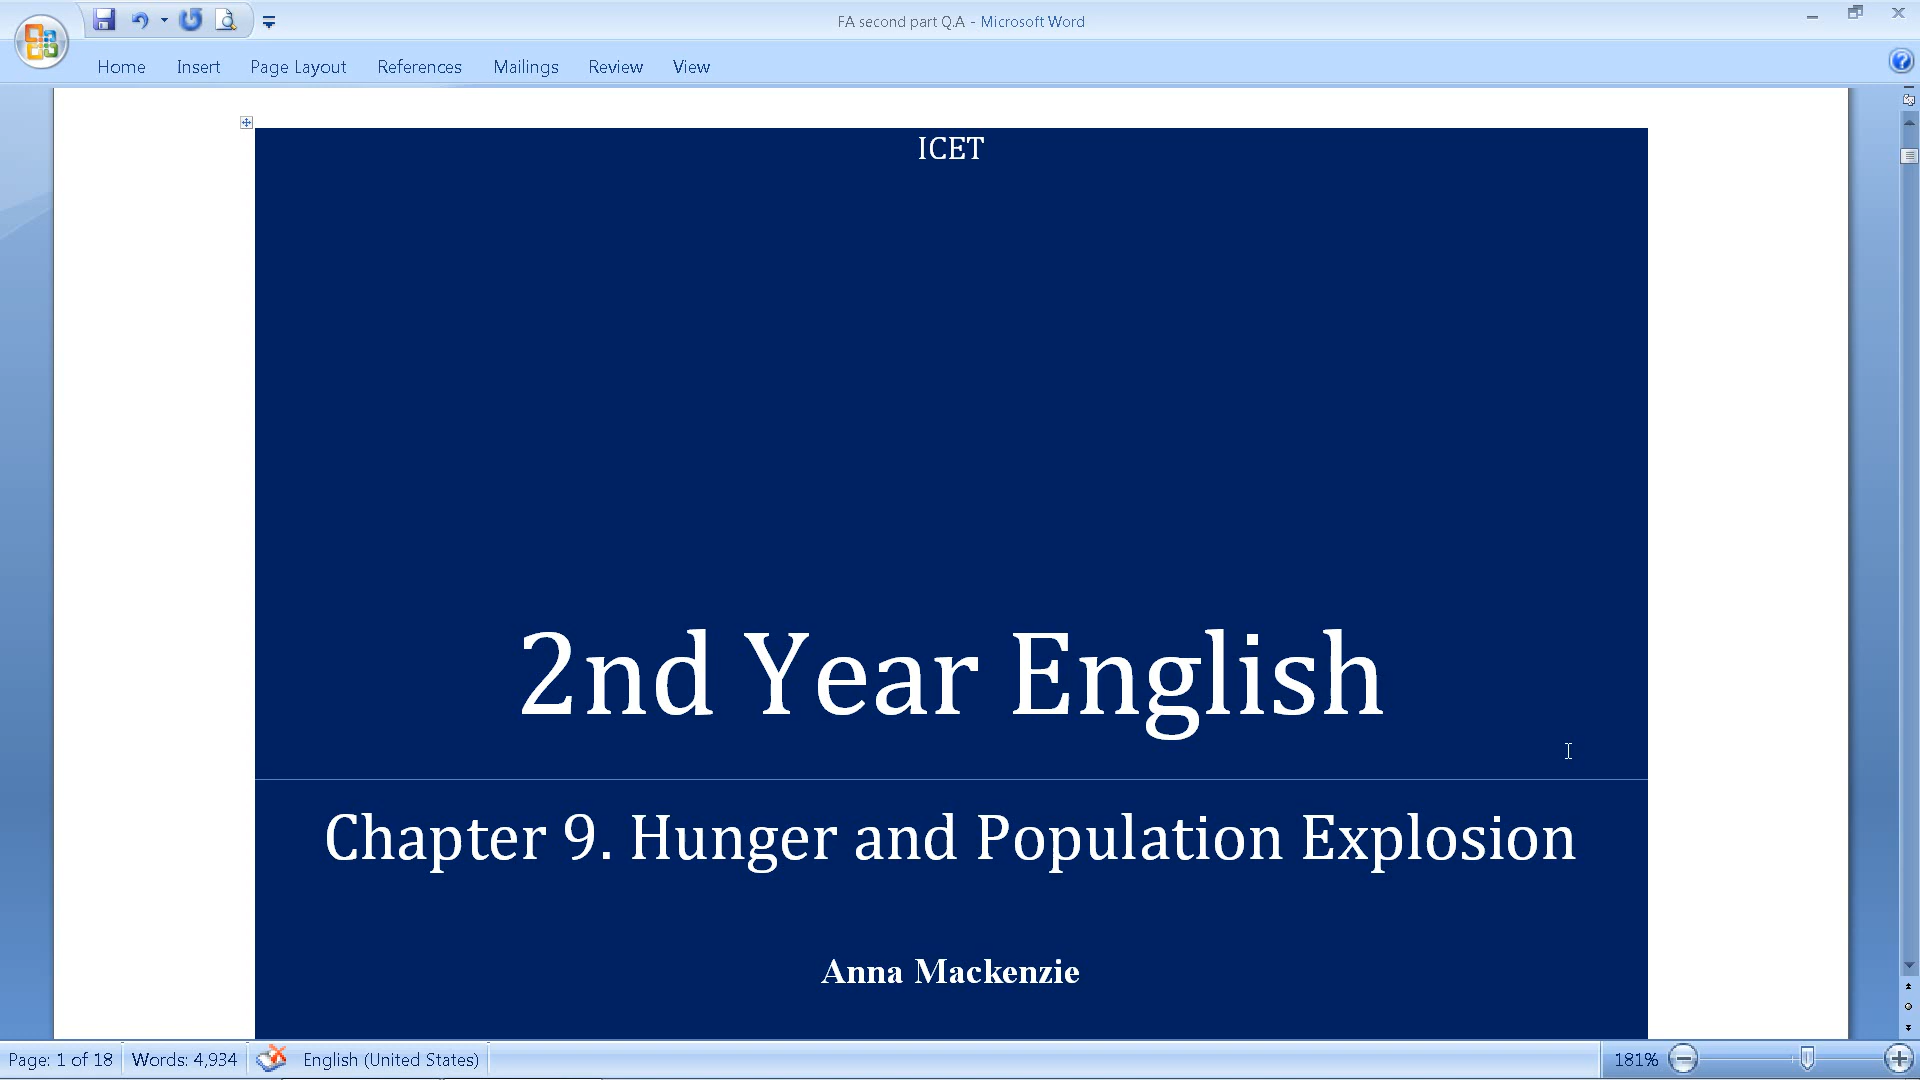 FA second part Q.A - Microsoft Word
Home Insert Page Layout References Mailings Review View
ICET
2nd Year English
Chapter 9. Hunger and Population Explosion
Anna Mackenzie
Page: 1 of 18 Words: 4,934 English (United States) 181%